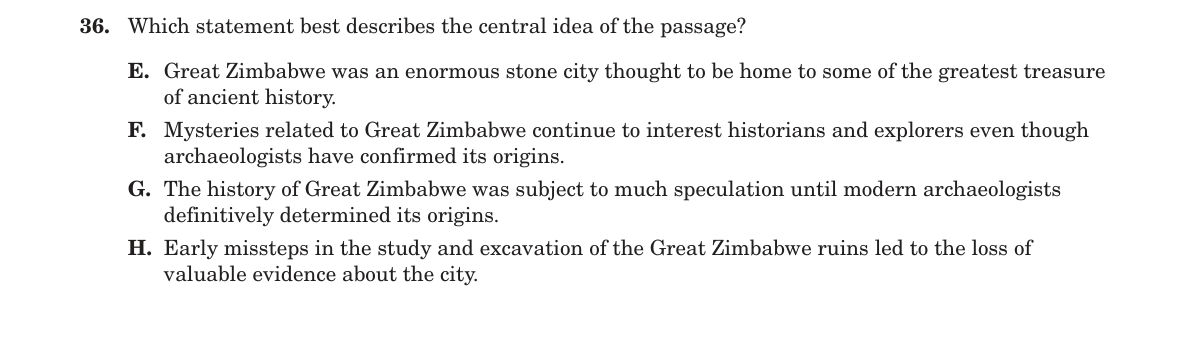 36. Which statement best describes the central idea of the passage?
E. Great Zimbabwe was an enormous stone city thought to be home to some of the greatest treasure
of ancient history.
F. Mysteries related to Great Zimbabwe continue to interest historians and explorers even though
archaeologists have confirmed its origins.
G. The history of Great Zimbabwe was subject to much speculation until modern archaeologists
definitively determined its origins.
H. Early missteps in the study and excavation of the Great Zimbabwe ruins led to the loss of
valuable evidence about the city.